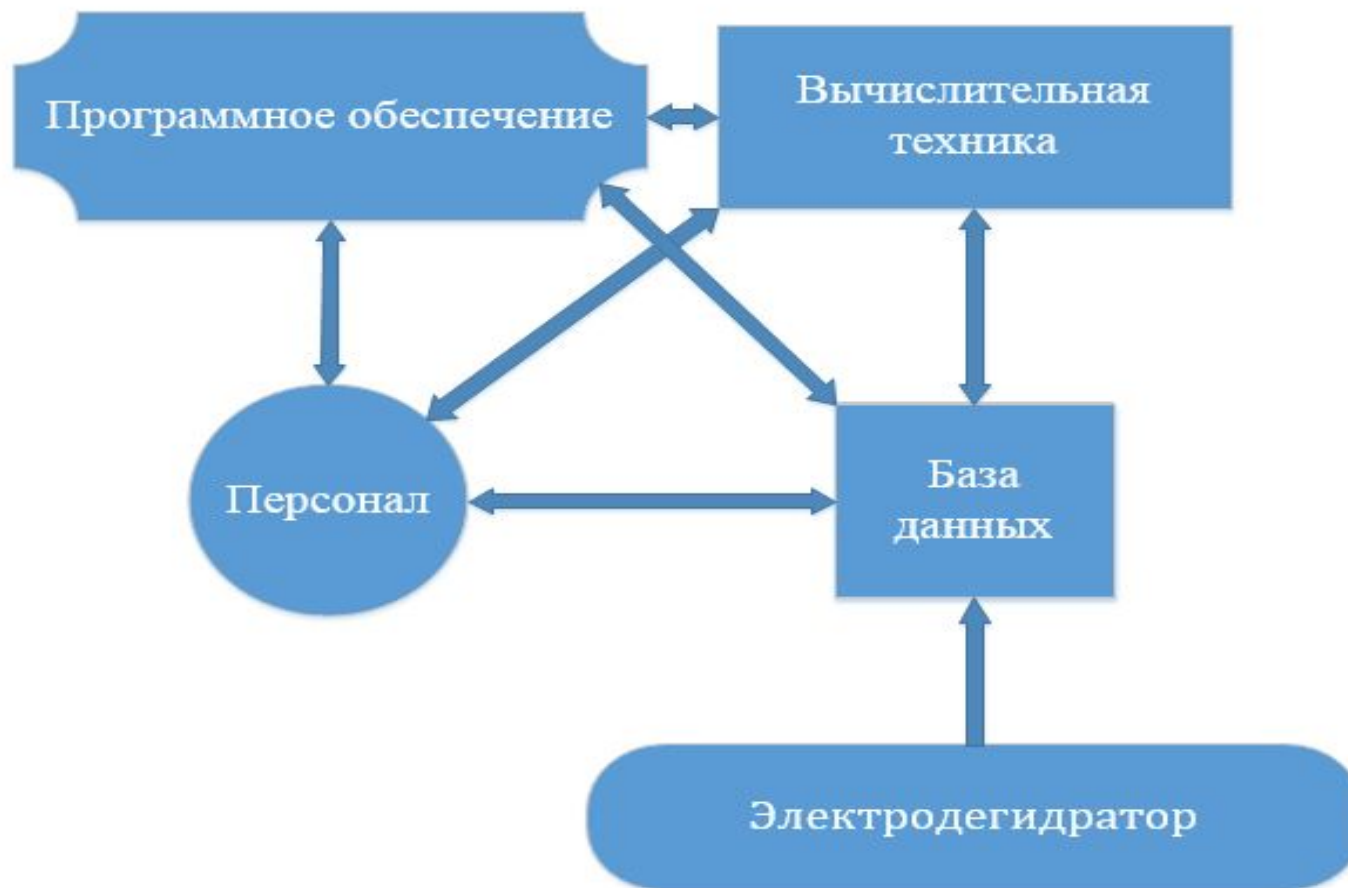 Программное обеспечение
Вычислительная
техника
Персонал
База
данных
Электродегидратор